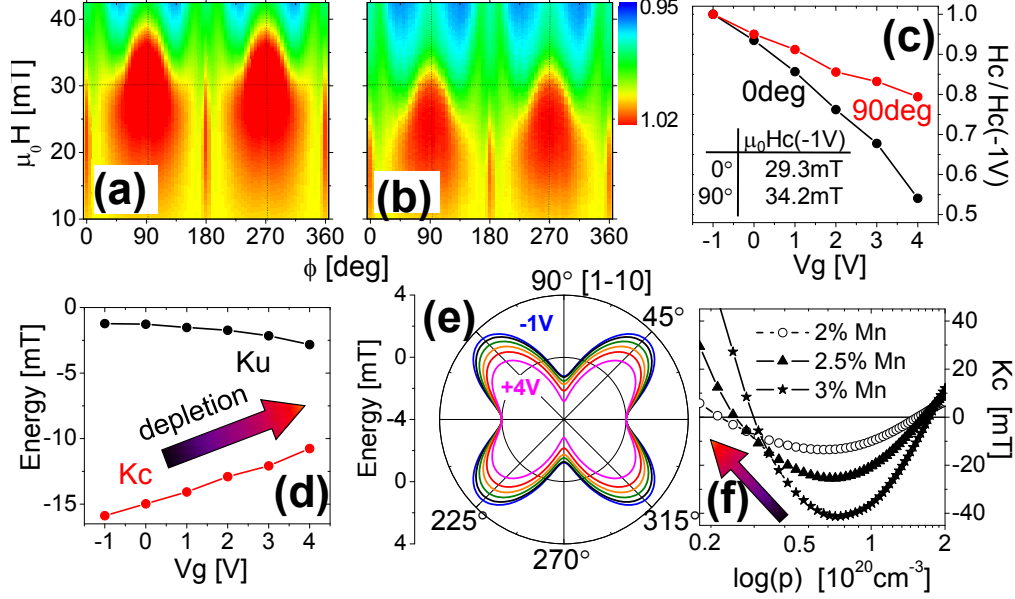 μ₀H [mT]
40
30
20
10
(a)
0 90 180 270 360
(b)
0 90 180 270 360
ϕ [deg]
0.95
1.02
(c)
0deg
90deg
μ₀Hc(-1V)
0° 29.3mT
90° 34.2mT
1.0
0.9
0.8
0.7
0.6
0.5
Hc/Hc(-1V)
-1 0 1 2 3 4
Vg [V]
Energy [mT]
0
-5
-10
-15
Ku
depletion
Kc
(d)
-1 0 1 2 3 4
Vg [V]
(e)
90° [1-10]
45°
-1V
+4V
Energy [mT]
4
0
-4
0
4
225°
315°
270°
2% Mn
2.5% Mn
3% Mn
(f)
40
20
0
-20
-40
Kc [mT]
0.2 0.5 1 2
log(p) [10²⁰cm⁻³]